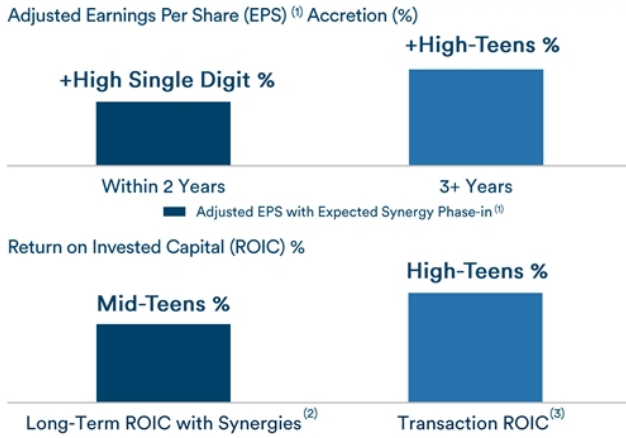 Adjusted Earnings Per Share (EPS) (1) Accretion (%)
+High Single Digit %
+High-Teens %
Within 2 Years
3+ Years
Adjusted EPS with Expected Synergy Phase-in (1)
Return on Invested Capital (ROIC) %
Mid-Teens %
High-Teens %
Long-Term ROIC with Synergies (2)
Transaction ROIC (3)